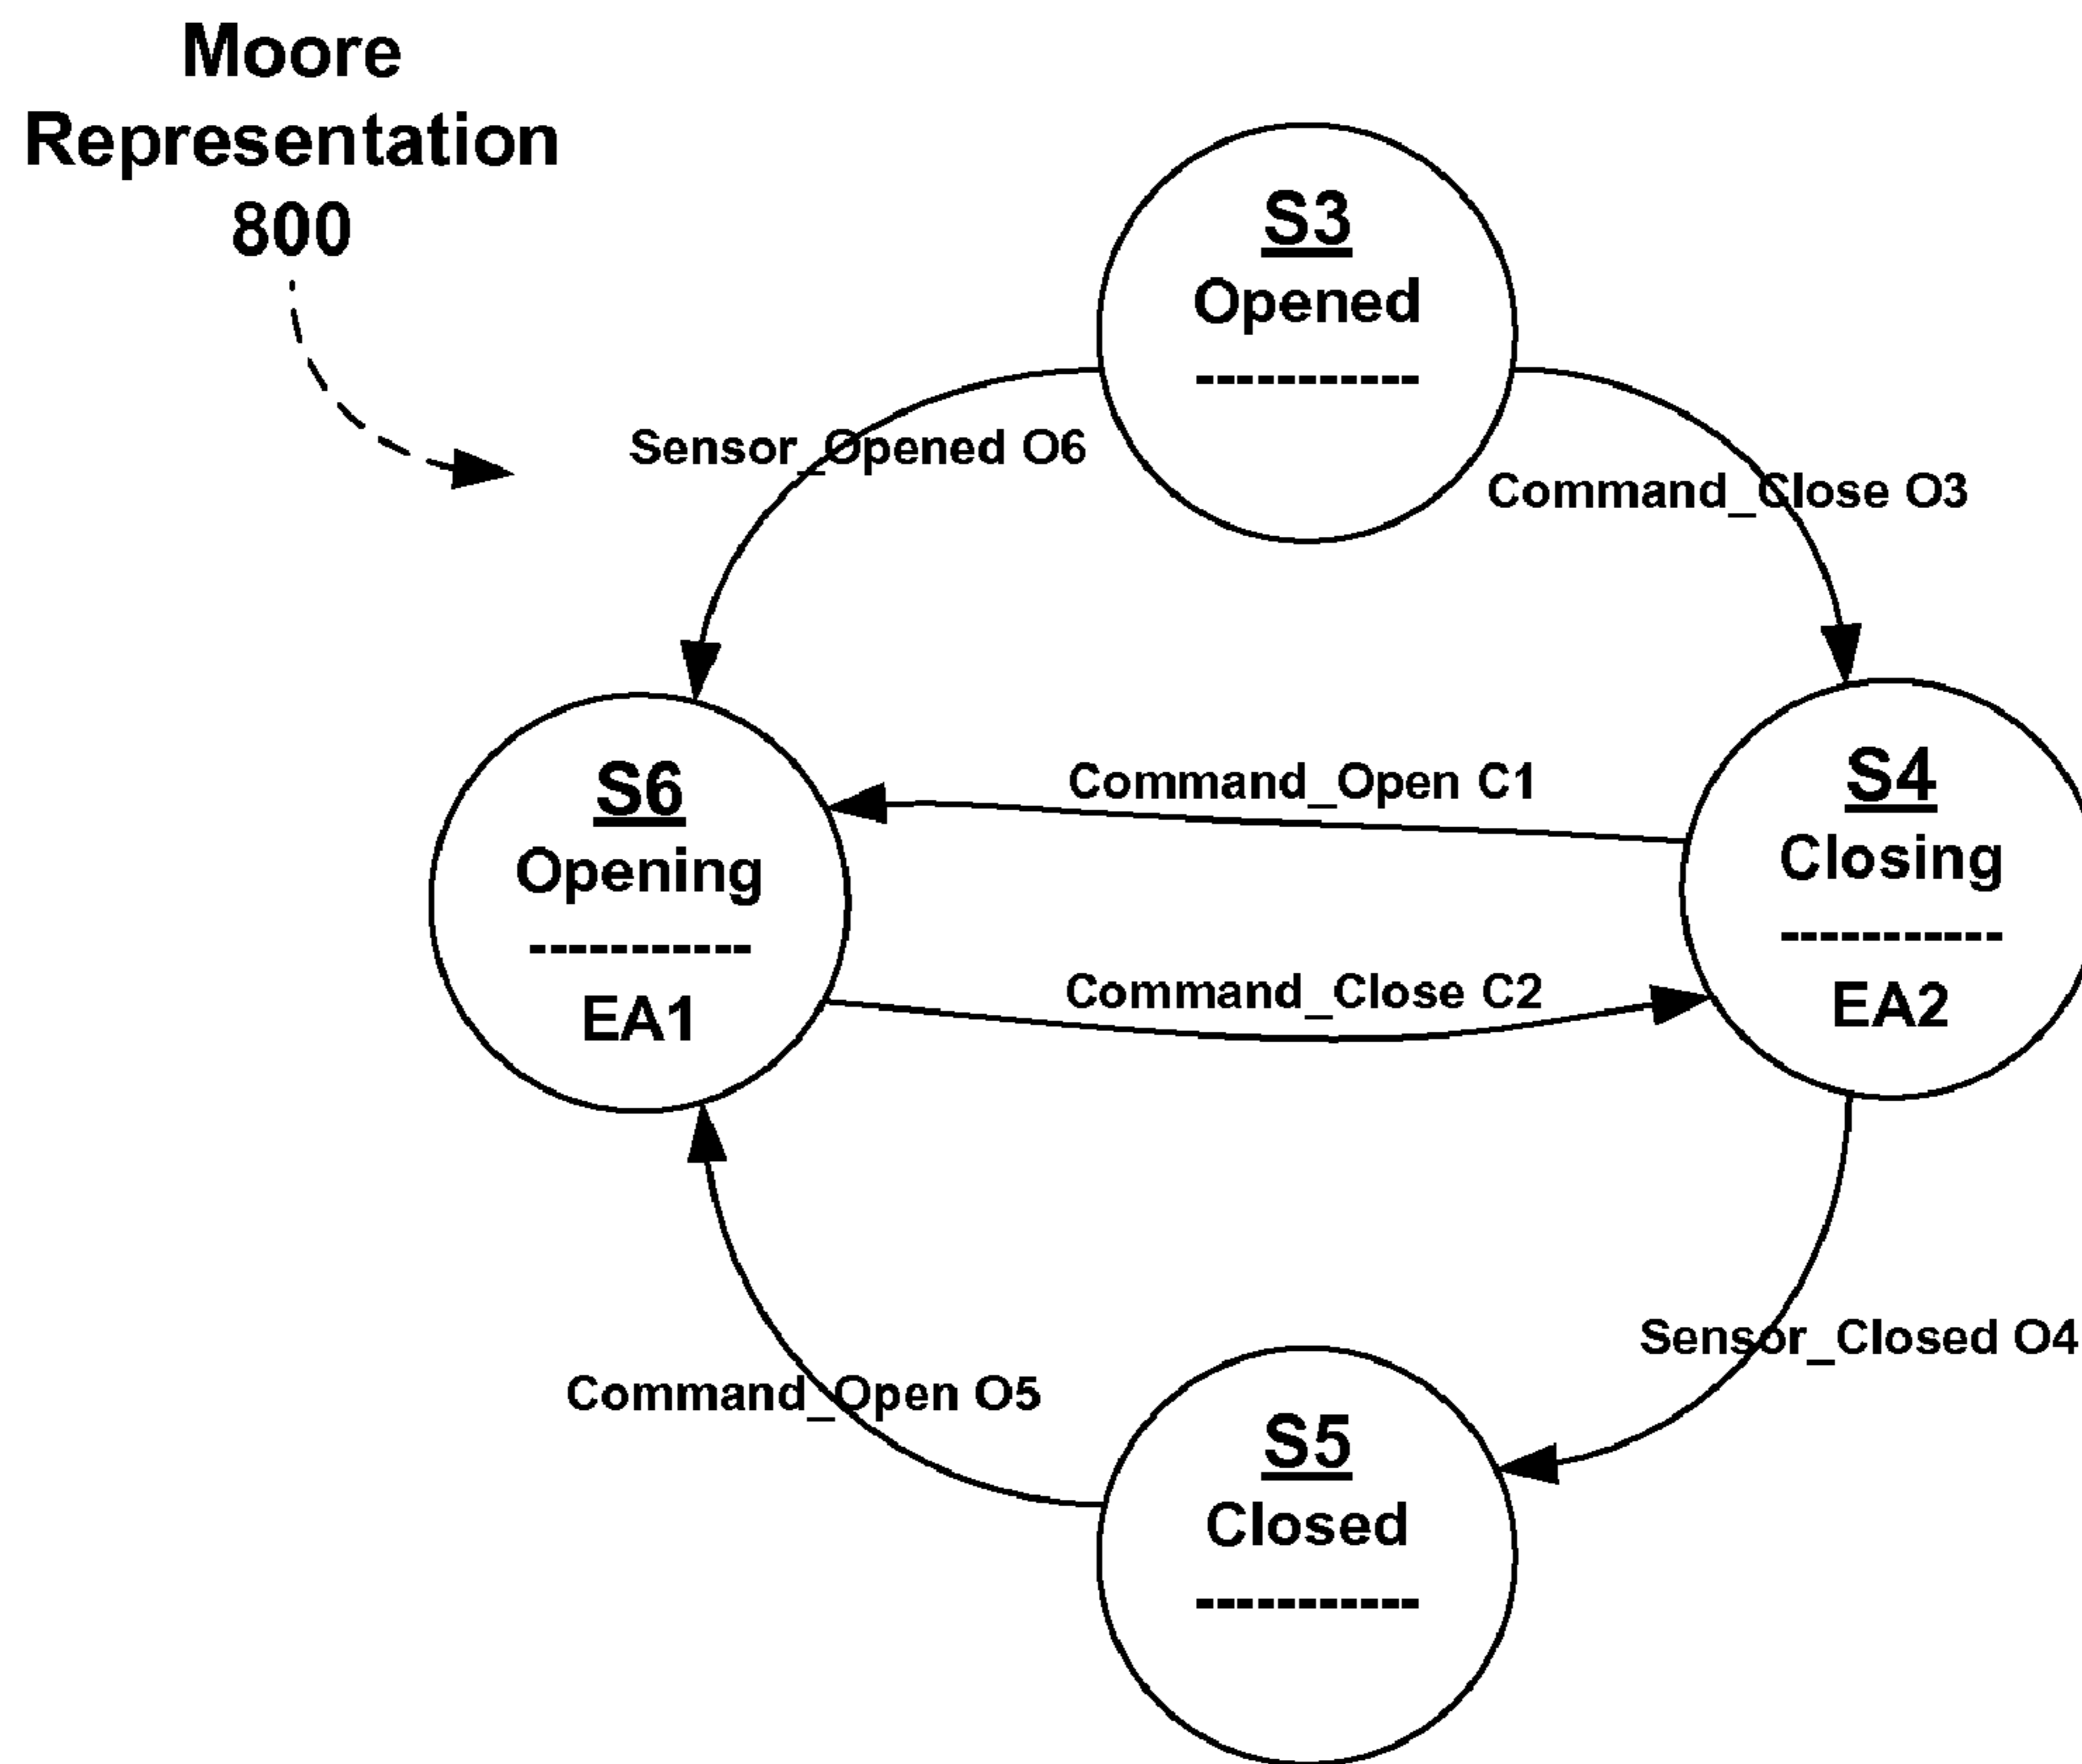 Moore
Representation
800
S3
Opened
-----------
Sensor_Opened O6
Command_Close O3
S6
Opening
-----------
EA1
Command_Open C1
Command_Close C2
S4
Closing
-----------
EA2
Command_Open O5
Sensor_Closed O4
S5
Closed
-----------